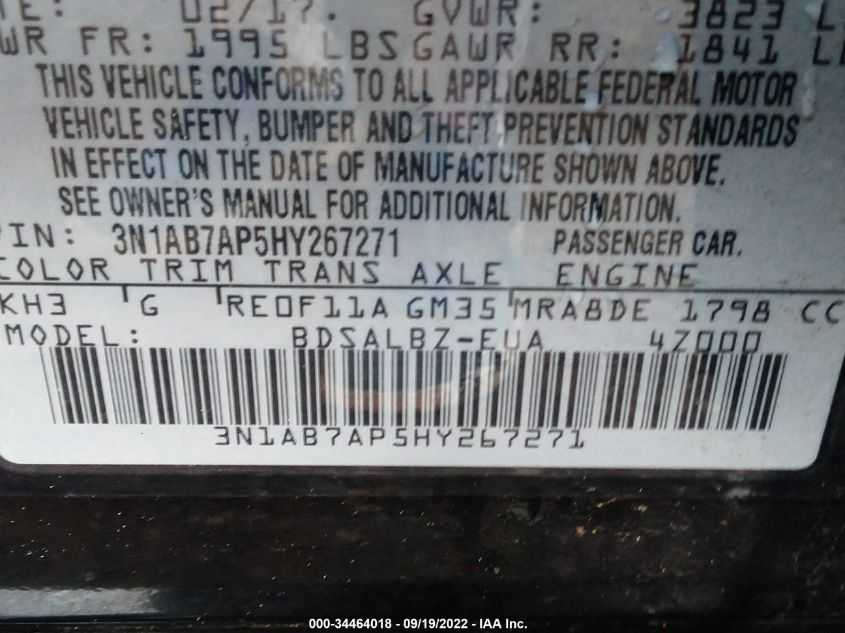 TE: 02/17. GVWR: 3823 L
WR FR: 1995 LBS GAWR RR: 1841 L
THIS VEHICLE CONFORMS TO ALL APPLICABLE FEDERAL MOTOR
VEHICLE SAFETY, BUMPER AND THEFT PREVENTION STANDARDS
IN EFFECT ON THE DATE OF MANUFACTURE SHOWN ABOVE.
SEE OWNER'S MANUAL FOR ADDITIONAL INFORMATION.
IN: 3N1AB7AP5HY267271 PASSENGER CAR.
COLOR TRIM TRANS AXLE ENGINE
KH3 G RE0F11A GM35 MRA8DE 1798 CC
MODEL: BDSALBZ-EUA 4Z000
3N1AB7AP5HY267271
000-34464018 - 09/19/2022 - IAA Inc.